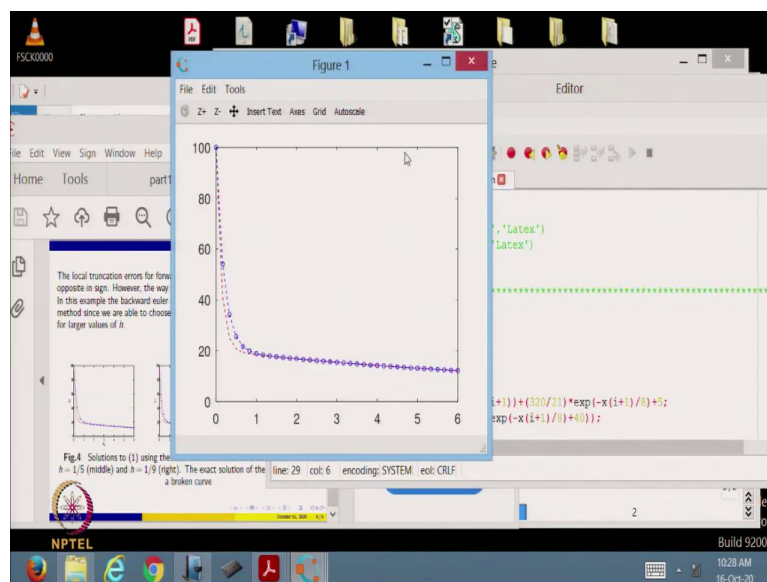 FSCK0000
Figure 1
Editor
File Edit Tools
Z+ Z- Insert Text Axes Grid Autoscale
100
80
60
40
20
0
0 1 2 3 4 5 6
File Edit View Sign Window Help
Home Tools part1
The local truncation errors for forw
opposite in sign. However, the way
In this example the backward euler
method since we are able to choose
for larger values of h.
','Latex')
'Latex')
i+1))+(320/21)*exp(-x(i+1)/8)+5;
exp(-x(i+1)/8)+40));
Fig.4 Solutions to (1) using the
h = 1/5 (middle) and h = 1/9 (right). The exact solution of the
a broken curve
line: 29 col: 6 encoding: SYSTEM eol: CRLF
October 15, 2020 6/6
2
NPTEL
Build 9200
10:28 AM
16-Oct-20